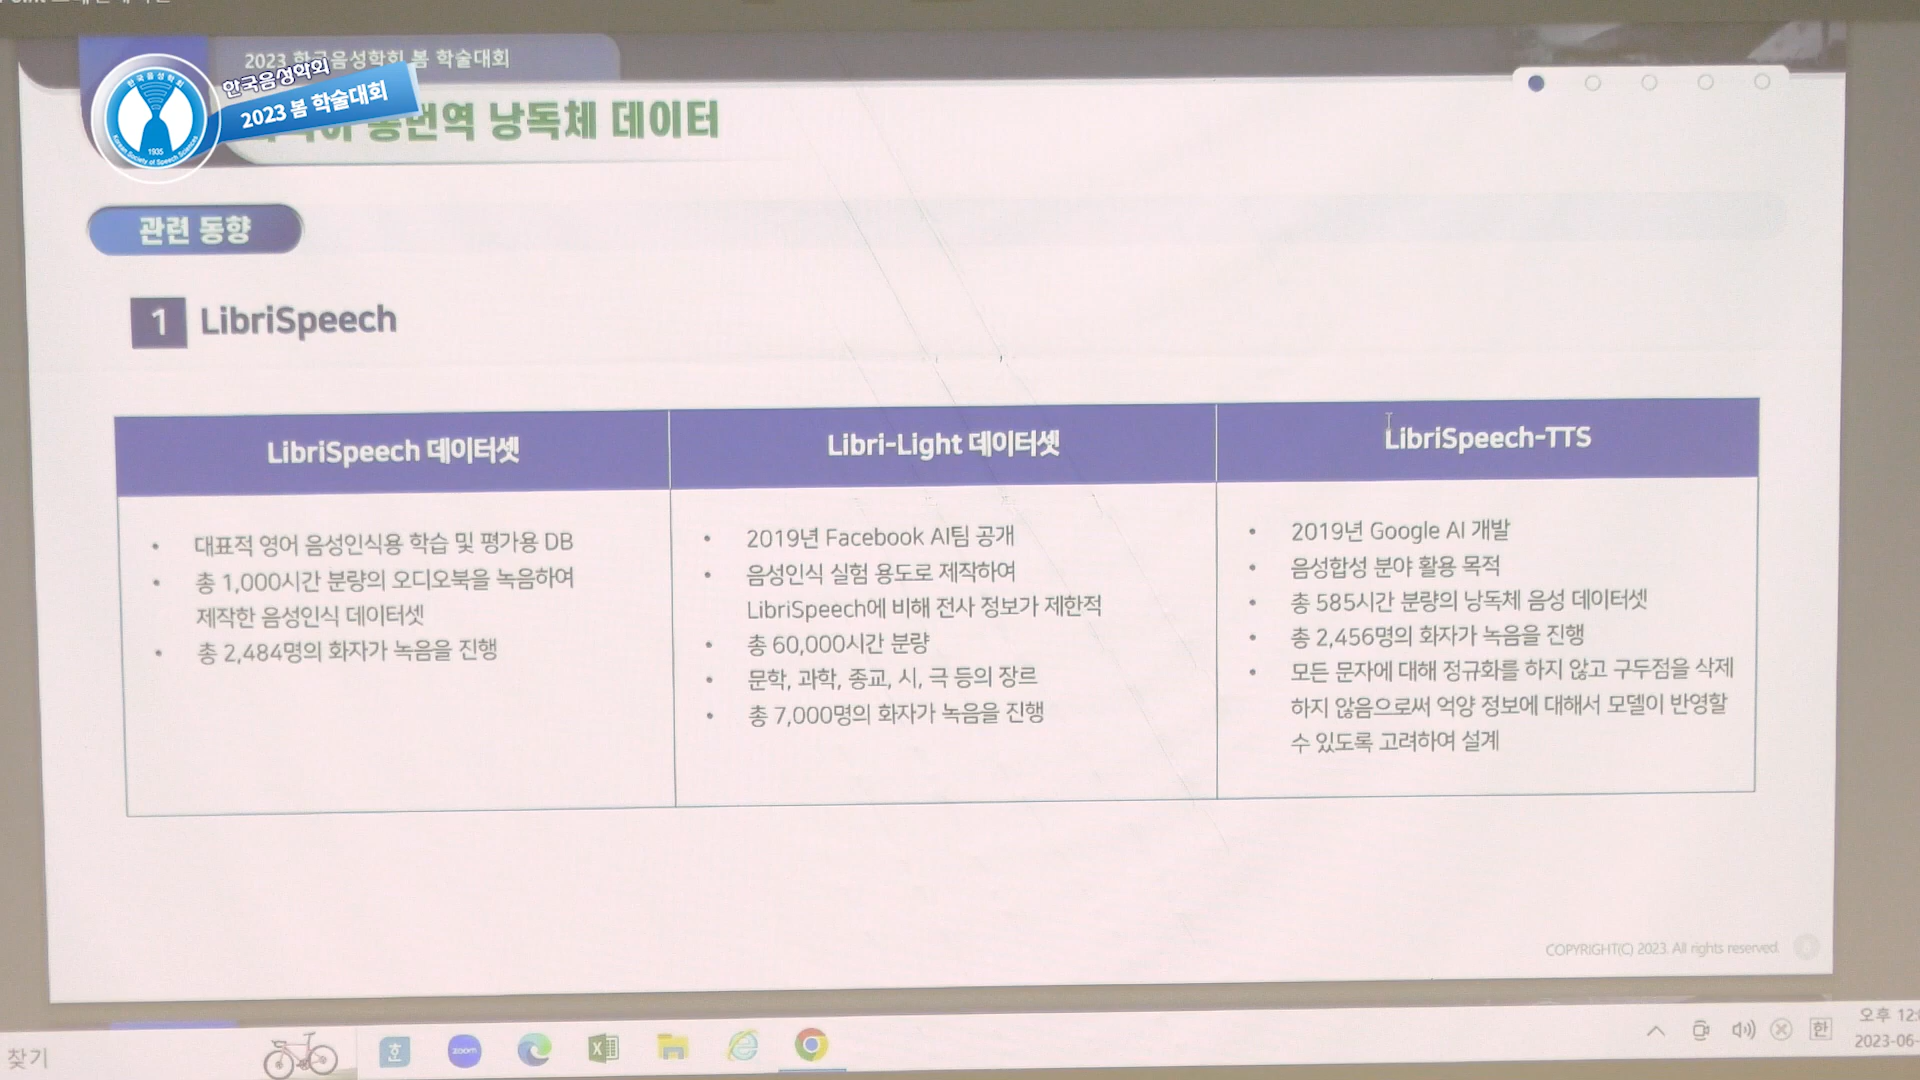 2023 한국음성학회 봄 학술대회
한국음성학회
2023 봄 학술대회
1935
Korean Society of Speech Sciences
통번역 낭독체 데이터
관련 동향
1 LibriSpeech
LibriSpeech 데이터셋
대표적 영어 음성인식용 학습 및 평가용 DB
총 1,000시간 분량의 오디오북을 녹음하여
제작한 음성인식 데이터셋
총 2,484명의 화자가 녹음을 진행
Libri-Light 데이터셋
2019년 Facebook AI팀 공개
음성인식 실험 용도로 제작하여
LibriSpeech에 비해 전사 정보가 제한적
총 60,000시간 분량
문학, 과학, 종교, 시, 극 등의 장르
총 7,000명의 화자가 녹음을 진행
LibriSpeech-TTS
2019년 Google AI 개발
음성합성 분야 활용 목적
총 585시간 분량의 낭독체 음성 데이터셋
총 2,456명의 화자가 녹음을 진행
모든 문자에 대해 정규화를 하지 않고 구두점을 삭제
하지 않음으로써 억양 정보에 대해서 모델이 반영할
수 있도록 고려하여 설계
COPYRIGHT(C) 2023. All rights reserved.
찾기
호
zoom
한
오후 12:
2023-06-